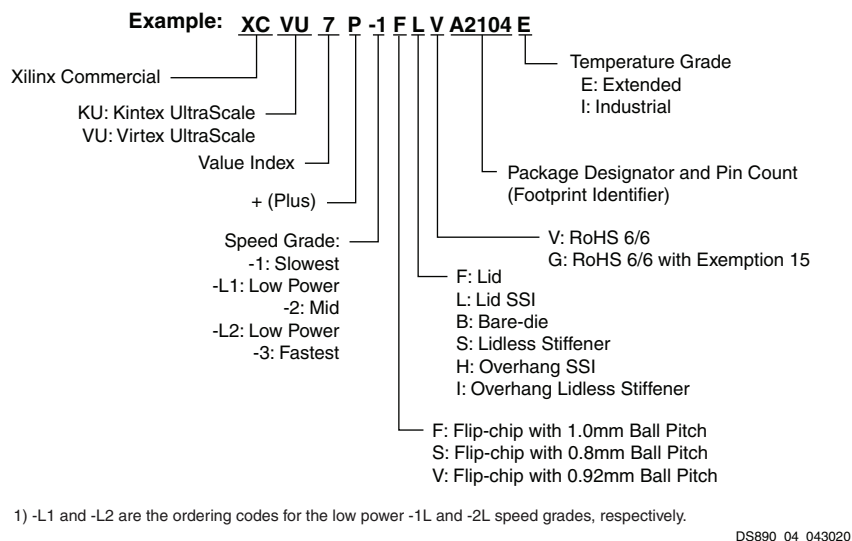 Example: XC VU 7 P -1 F L V A2104 E
Temperature Grade
E: Extended
I: Industrial
Xilinx Commercial
KU: Kintex UltraScale
VU: Virtex UltraScale
Value Index
Package Designator and Pin Count
(Footprint Identifier)
+ (Plus)
Speed Grade:
-1: Slowest
-L1: Low Power
-2: Mid
-L2: Low Power
-3: Fastest
V: RoHS 6/6
G: RoHS 6/6 with Exemption 15
F: Lid
L: Lid SSI
B: Bare-die
S: Lidless Stiffener
H: Overhang SSI
I: Overhang Lidless Stiffener
F: Flip-chip with 1.0mm Ball Pitch
S: Flip-chip with 0.8mm Ball Pitch
V: Flip-chip with 0.92mm Ball Pitch
1) -L1 and -L2 are the ordering codes for the low power -1L and -2L speed grades, respectively.
DS890_04_043020